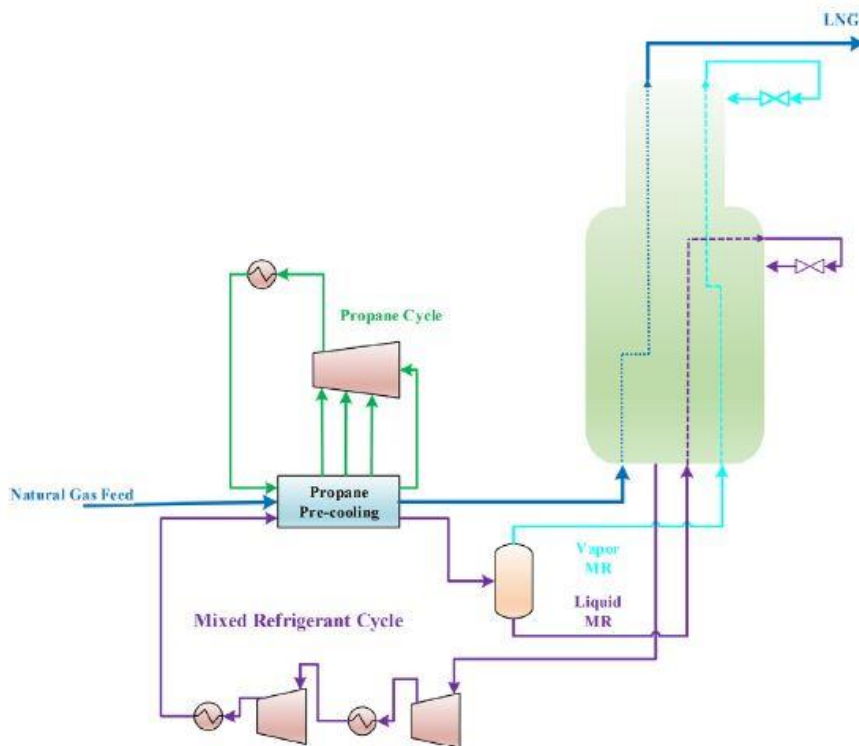 LNG
Propane Cycle
Natural Gas Feed
Propane
Pre-cooling
Vapor
MR
Liquid
MR
Mixed Refrigerant Cycle